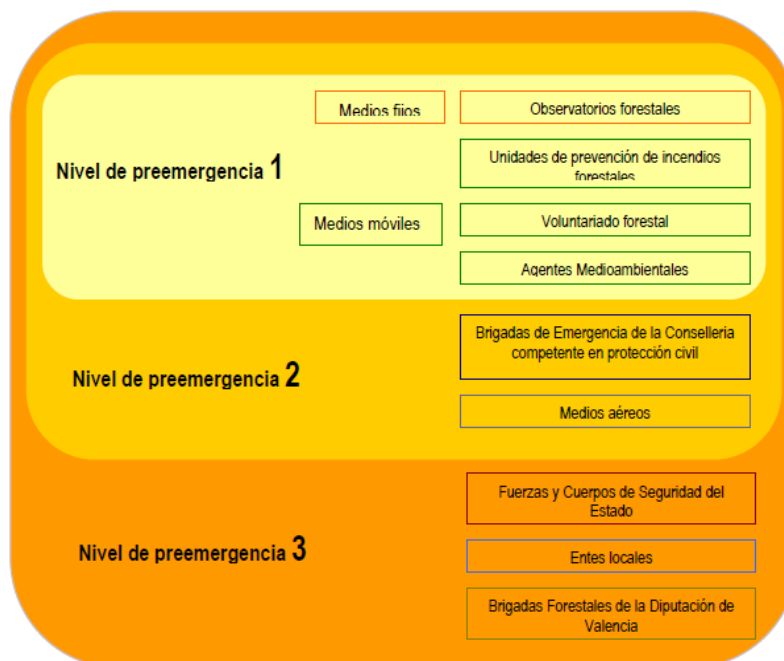 Medios fijos
Observatorios forestales
Nivel de preemergencia 1
Unidades de prevención de incendios
forestales
Medios móviles
Voluntariado forestal
Agentes Medioambientales
Brigadas de Emergencia de la Conselleria
competente en protección civil
Nivel de preemergencia 2
Medios aéreos
Fuerzas y Cuerpos de Seguridad del
Estado
Nivel de preemergencia 3
Entes locales
Brigadas Forestales de la Diputación de
Valencia